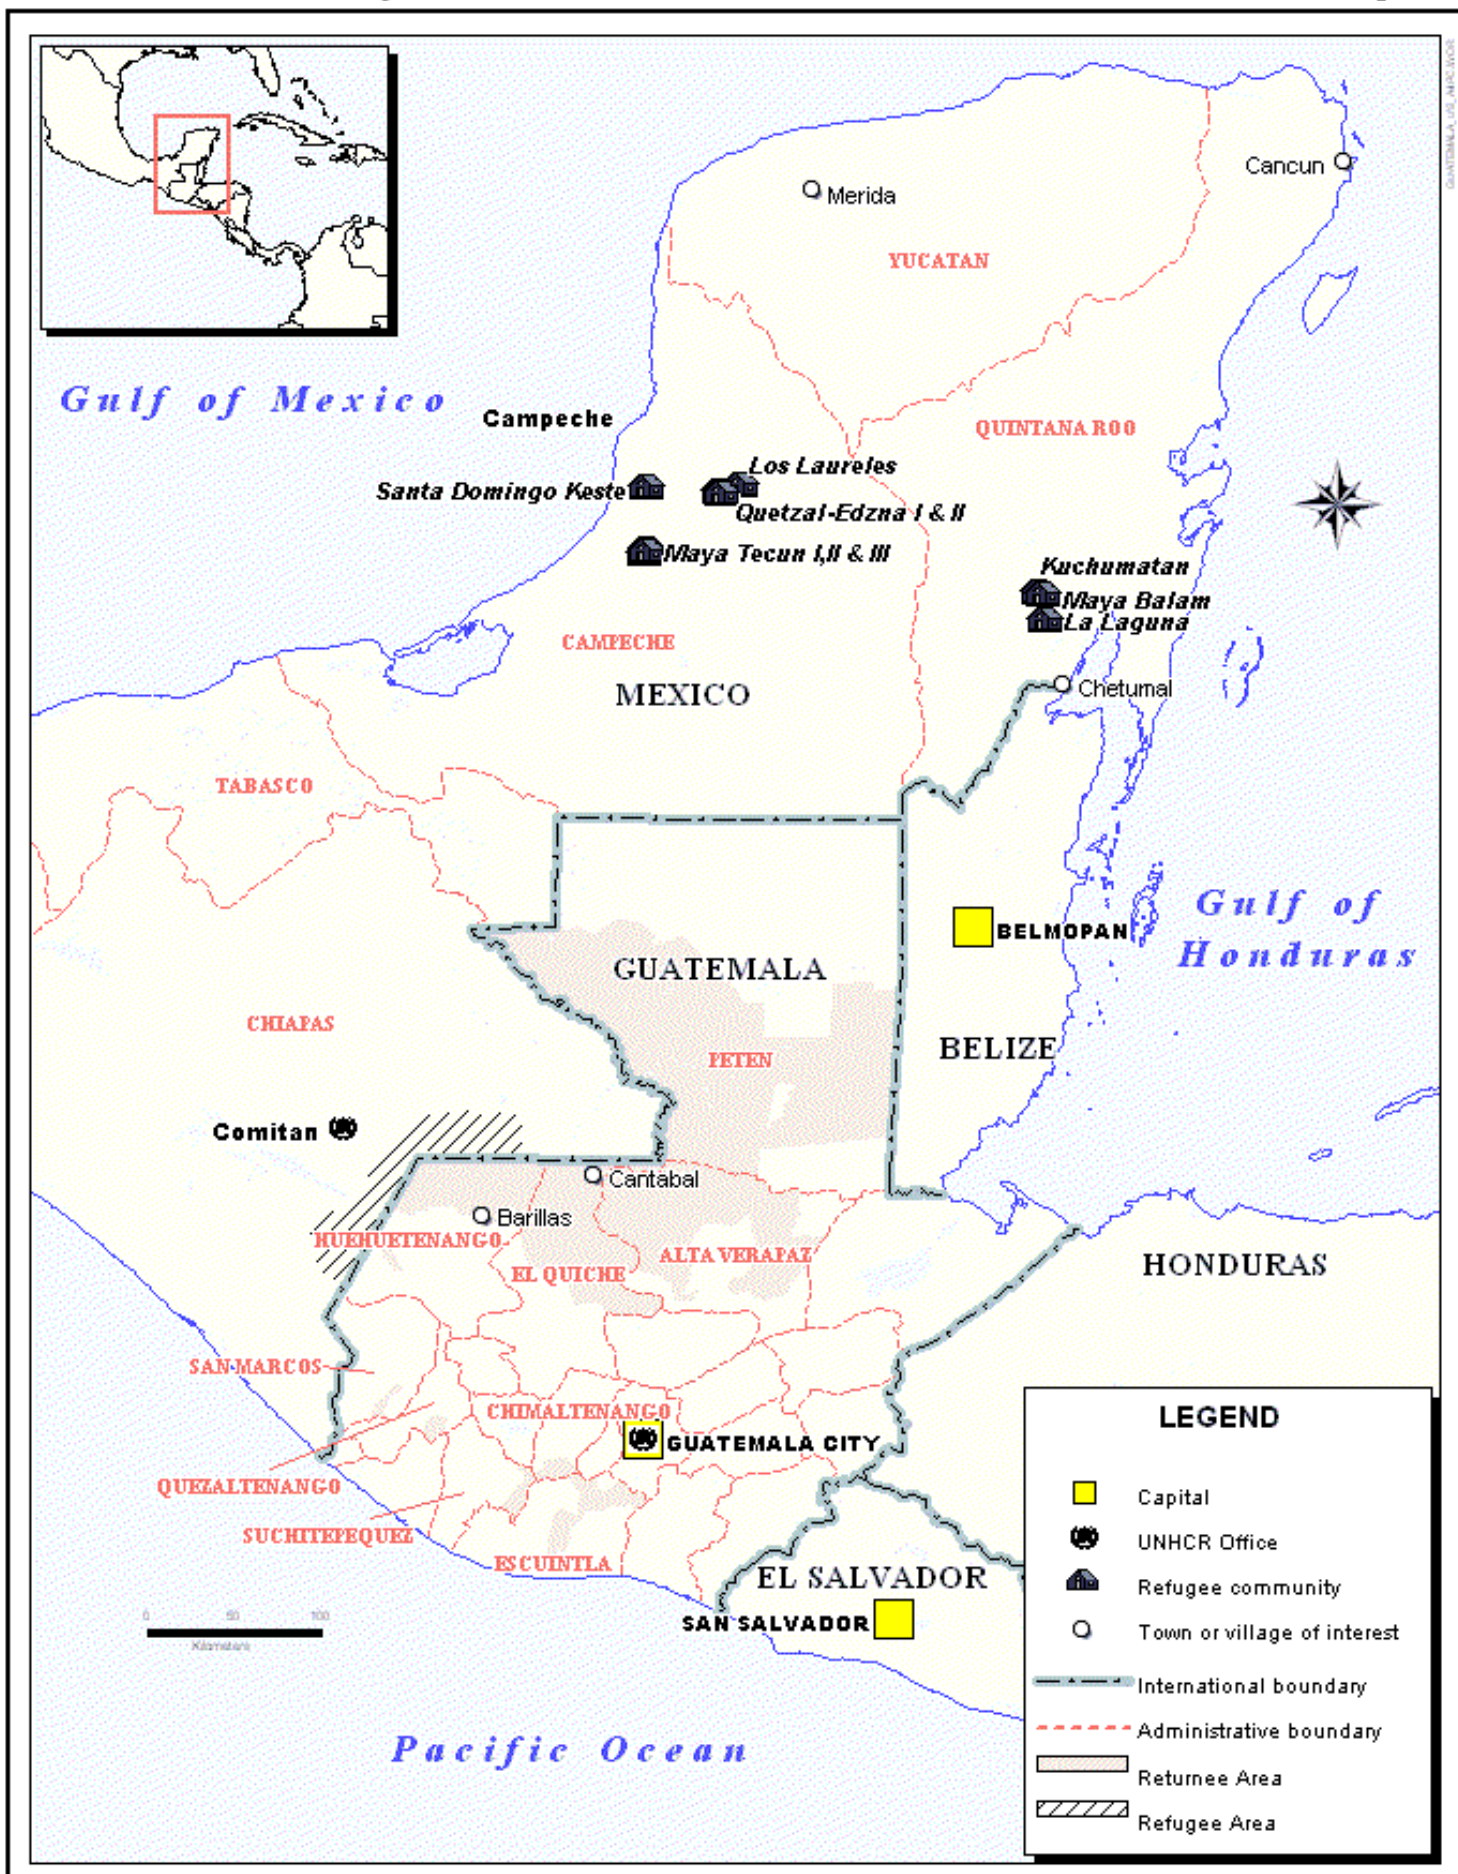 Cancun
Merida
YUCATAN
Gulf of Mexico
Campeche
QUINTANA ROO
Los Laureles
Santa Domingo Keste
Quetzal-Edzna I & II
Maya Tecun I,II & III
Kuchumatan
Maya Balam
La Laguna
CAMPECHE
MEXICO
Chetumal
TABASCO
Gulf of
Honduras
BELMOPAN
GUATEMALA
CHIAPAS
PETEN
BELIZE
Comitan
Cantabal
Barillas
HUEHUETENANGO
ALTA VERAPAZ
EL QUICHE
HONDURAS
SAN MARCOS
CHIMALTENANGO
GUATEMALA CITY
QUEZALTENANGO
SUCHITEPEQUEZ
ESCUINTLA
EL SALVADOR
SAN SALVADOR
0 50 100
Kilometers
Pacific Ocean
LEGEND
Capital
UNHCR Office
Refugee community
Town or village of interest
International boundary
Administrative boundary
Returnee Area
Refugee Area